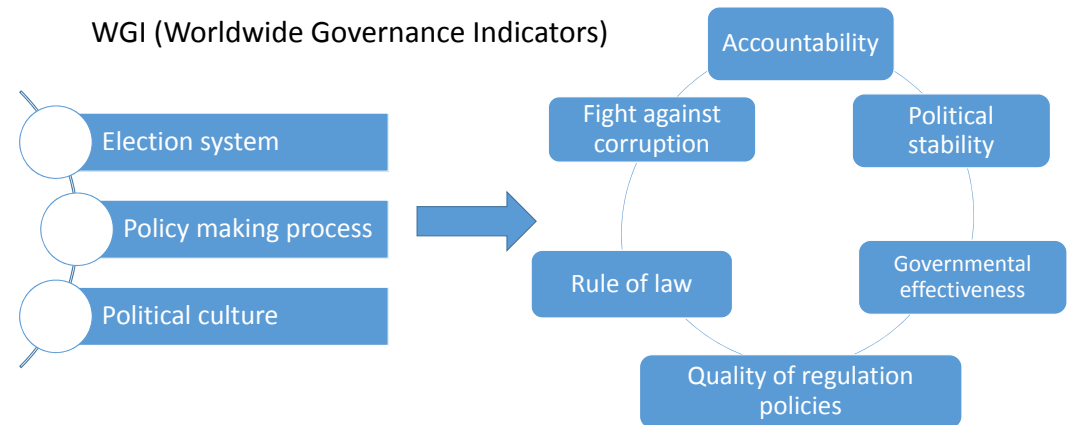 WGI (Worldwide Governance Indicators)
Election system
Policy making process
Political culture
Accountability
Political
stability
Governmental
effectiveness
Quality of regulation
policies
Rule of law
Fight against
corruption